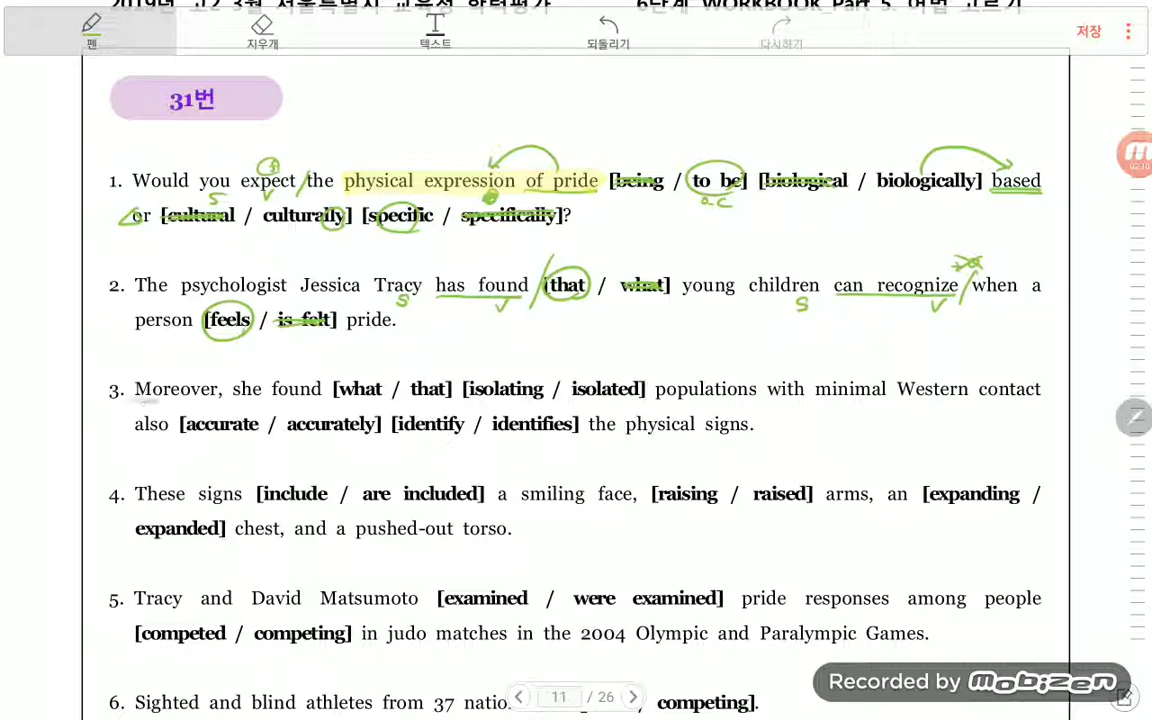 펜
지우개
텍스트
되돌리기
다시하기
저장
31번
1. Would you expect the physical expression of pride [being / to be] [biological / biologically] based
or [cultural / culturally] [specific / specifically]?
2. The psychologist Jessica Tracy has found [that / what] young children can recognize when a
person [feels / is felt] pride.
3. Moreover, she found [what / that] [isolating / isolated] populations with minimal Western contact
also [accurate / accurately] [identify / identifies] the physical signs.
4. These signs [include / are included] a smiling face, [raising / raised] arms, an [expanding /
expanded] chest, and a pushed-out torso.
5. Tracy and David Matsumoto [examined / were examined] pride responses among people
[competed / competing] in judo matches in the 2004 Olympic and Paralympic Games.
6. Sighted and blind athletes from 37 competing].
11 / 26
Recorded by mobizen